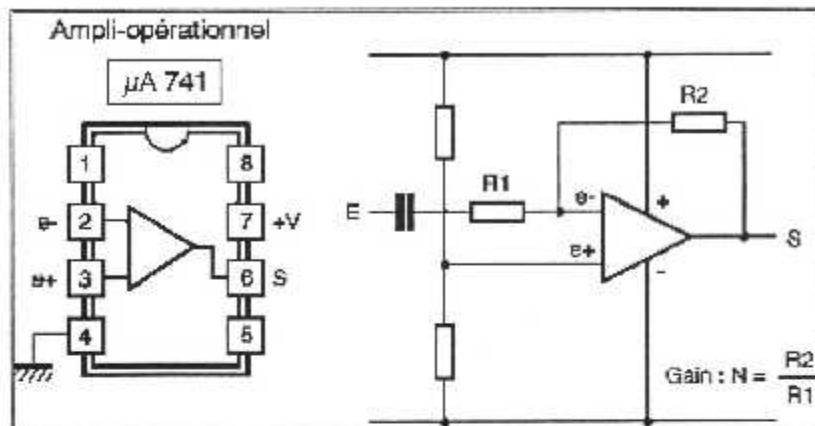 Ampli-opérationnel
µA 741
1
8
e-
2
7
+V
e+
3
6
S
4
5
R2
R1
E
e-
+
e+
S
-
Gain : N = R2
R1